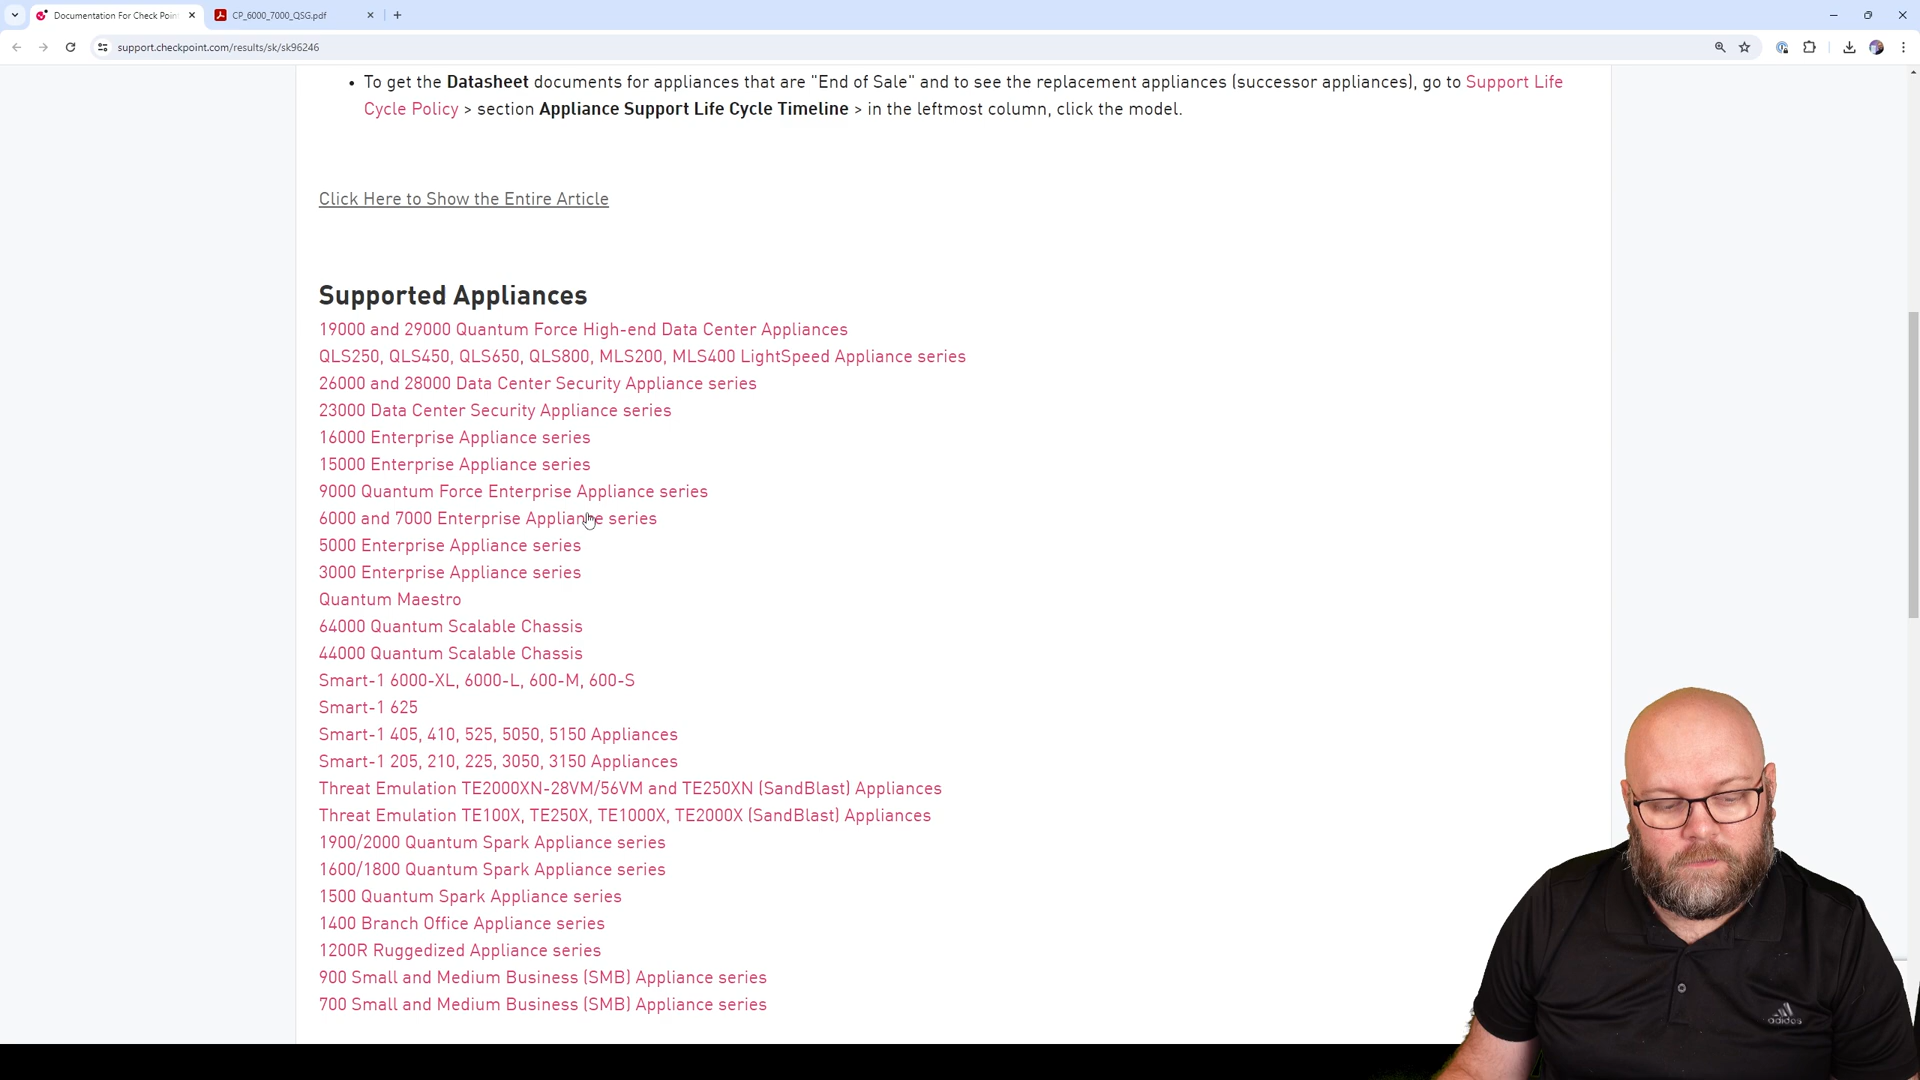 Documentation For Check Poin
CP_6000_7000_QSG.pdf
support.checkpoint.com/results/sk/sk96246
• To get the Datasheet documents for appliances that are "End of Sale" and to see the replacement appliances (successor appliances), go to Support Life
Cycle Policy > section Appliance Support Life Cycle Timeline > in the leftmost column, click the model.
Click Here to Show the Entire Article
Supported Appliances
19000 and 29000 Quantum Force High-end Data Center Appliances
QLS250, QLS450, QLS650, QLS800, MLS200, MLS400 LightSpeed Appliance series
26000 and 28000 Data Center Security Appliance series
23000 Data Center Security Appliance series
16000 Enterprise Appliance series
15000 Enterprise Appliance series
9000 Quantum Force Enterprise Appliance series
6000 and 7000 Enterprise Appliance series
5000 Enterprise Appliance series
3000 Enterprise Appliance series
Quantum Maestro
64000 Quantum Scalable Chassis
44000 Quantum Scalable Chassis
Smart-1 6000-XL, 6000-L, 600-M, 600-S
Smart-1 625
Smart-1 405, 410, 525, 5050, 5150 Appliances
Smart-1 205, 210, 225, 3050, 3150 Appliances
Threat Emulation TE2000XN-28VM/56VM and TE250XN (SandBlast) Appliances
Threat Emulation TE100X, TE250X, TE1000X, TE2000X (SandBlast) Appliances
1900/2000 Quantum Spark Appliance series
1600/1800 Quantum Spark Appliance series
1500 Quantum Spark Appliance series
1400 Branch Office Appliance series
1200R Ruggedized Appliance series
900 Small and Medium Business (SMB) Appliance series
700 Small and Medium Business (SMB) Appliance series
adidas